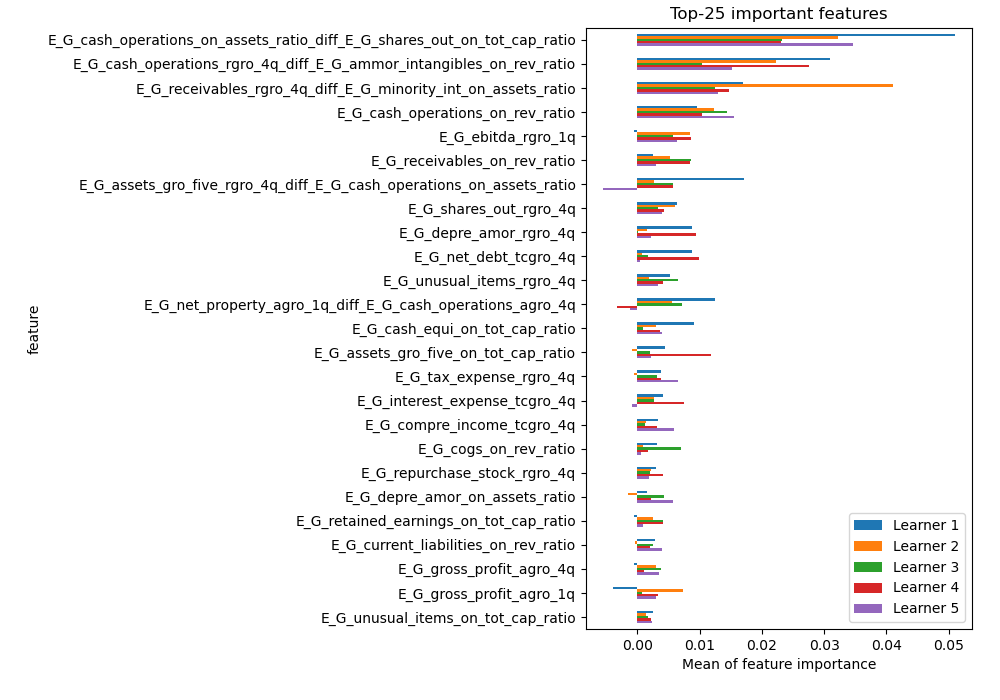 Top-25 important features
feature
E_G_cash_operations_on_assets_ratio_diff_E_G_shares_out_on_tot_cap_ratio
E_G_cash_operations_rgro_4q_diff_E_G_ammor_intangibles_on_rev_ratio
E_G_receivables_rgro_4q_diff_E_G_minority_int_on_assets_ratio
E_G_cash_operations_on_rev_ratio
E_G_ebitda_rgro_1q
E_G_receivables_on_rev_ratio
E_G_assets_gro_five_rgro_4q_diff_E_G_cash_operations_on_assets_ratio
E_G_shares_out_rgro_4q
E_G_depre_amor_rgro_4q
E_G_net_debt_tcgro_4q
E_G_unusual_items_rgro_4q
E_G_net_property_agro_1q_diff_E_G_cash_operations_agro_4q
E_G_cash_equi_on_tot_cap_ratio
E_G_assets_gro_five_on_tot_cap_ratio
E_G_tax_expense_rgro_4q
E_G_interest_expense_tcgro_4q
E_G_compre_income_tcgro_4q
E_G_cogs_on_rev_ratio
E_G_repurchase_stock_rgro_4q
E_G_depre_amor_on_assets_ratio
E_G_retained_earnings_on_tot_cap_ratio
E_G_current_liabilities_on_rev_ratio
E_G_gross_profit_agro_4q
E_G_gross_profit_agro_1q
E_G_unusual_items_on_tot_cap_ratio
Learner 1
Learner 2
Learner 3
Learner 4
Learner 5
0.00 0.01 0.02 0.03 0.04 0.05
Mean of feature importance